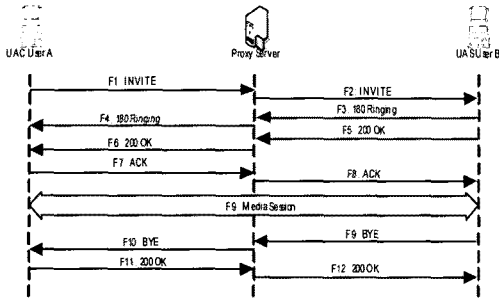 UAC User A
Proxy Server
UAS User B
F1 INVITE
F2: INVITE
F3: 180 Ringing
F4: 180 Ringing
F5: 200 OK
F6: 200 OK
F7: ACK
F8: ACK
F9: Media Session
F9: BYE
F10: BYE
F11: 200 OK
F12: 200 OK